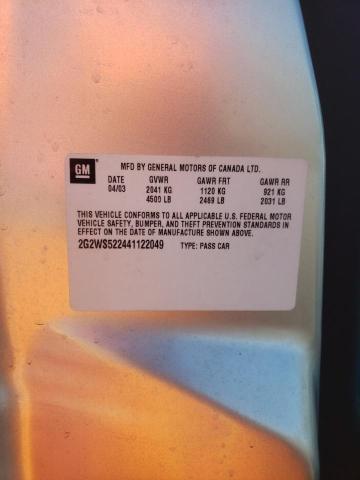 GM
MFD BY GENERAL MOTORS OF CANADA LTD.
DATE GVWR GAWR FRT GAWR RR
04/03 2041 KG 1120 KG 921 KG
4500 LB 2469 LB 2031 LB
THIS VEHICLE CONFORMS TO ALL APPLICABLE U.S. FEDERAL MOTOR
VEHICLE SAFETY, BUMPER, AND THEFT PREVENTION STANDARDS IN
EFFECT ON THE DATE OF MANUFACTURE SHOWN ABOVE.
2G2WS522441122049 TYPE: PASS CAR